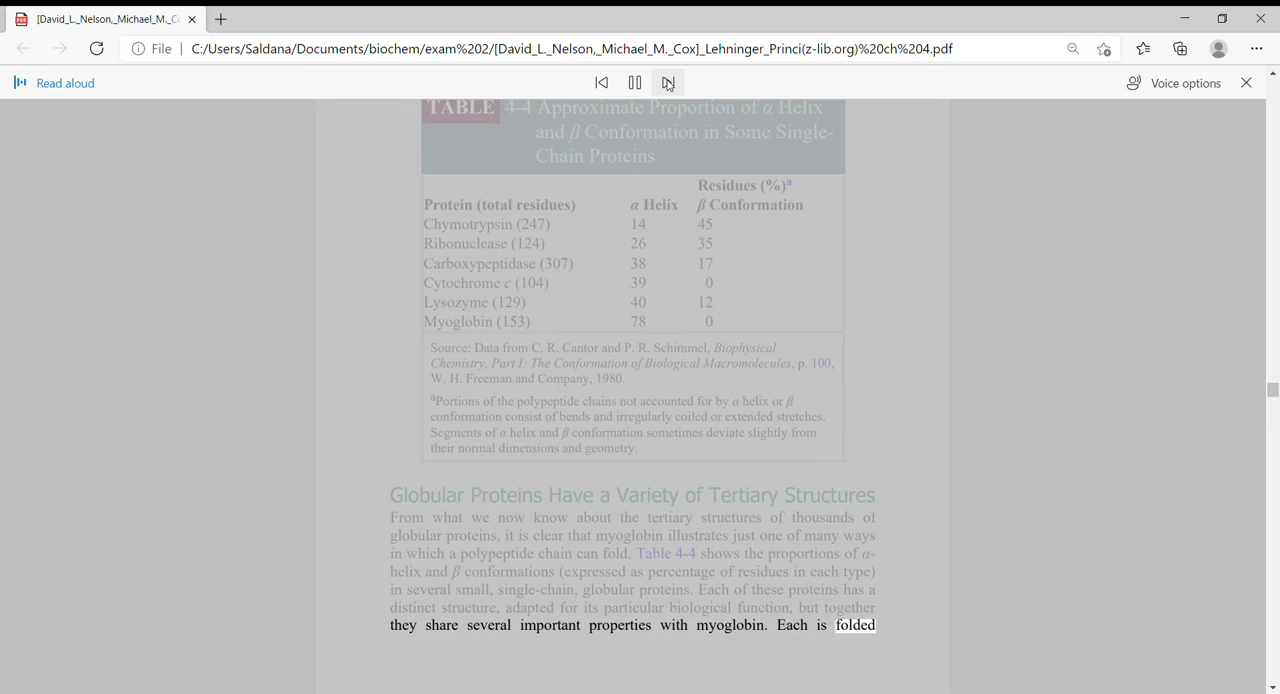 [David_L._Nelson,_Michael_M._C
File
C:/Users/Saldana/Documents/biochem/exam%202/[David_L._Nelson,_Michael_M._Cox]_Lehninger_Princi(z-lib.org)%20ch%204.pdf
Read aloud
Voice options
TABLE 4-4 Approximate Proportion of α Helix
and β Conformation in Some Single-
Chain Proteins
Residues (%)ᵃ
Protein (total residues) α Helix β Conformation
Chymotrypsin (247) 14 45
Ribonuclease (124) 26 35
Carboxypeptidase (307) 38 17
Cytochrome c (104) 39 0
Lysozyme (129) 40 12
Myoglobin (153) 78 0
Source: Data from C. R. Cantor and P. R. Schimmel, Biophysical
Chemistry, Part I: The Conformation of Biological Macromolecules, p. 100,
W. H. Freeman and Company, 1980.
ᵃPortions of the polypeptide chains not accounted for by α helix or β
conformation consist of bends and irregularly coiled or extended stretches.
Segments of α helix and β conformation sometimes deviate slightly from
their normal dimensions and geometry.
Globular Proteins Have a Variety of Tertiary Structures
From what we now know about the tertiary structures of thousands of
globular proteins, it is clear that myoglobin illustrates just one of many ways
in which a polypeptide chain can fold. Table 4-4 shows the proportions of α-
helix and β conformations (expressed as percentage of residues in each type)
in several small, single-chain, globular proteins. Each of these proteins has a
distinct structure, adapted for its particular biological function, but together
they share several important properties with myoglobin. Each is folded